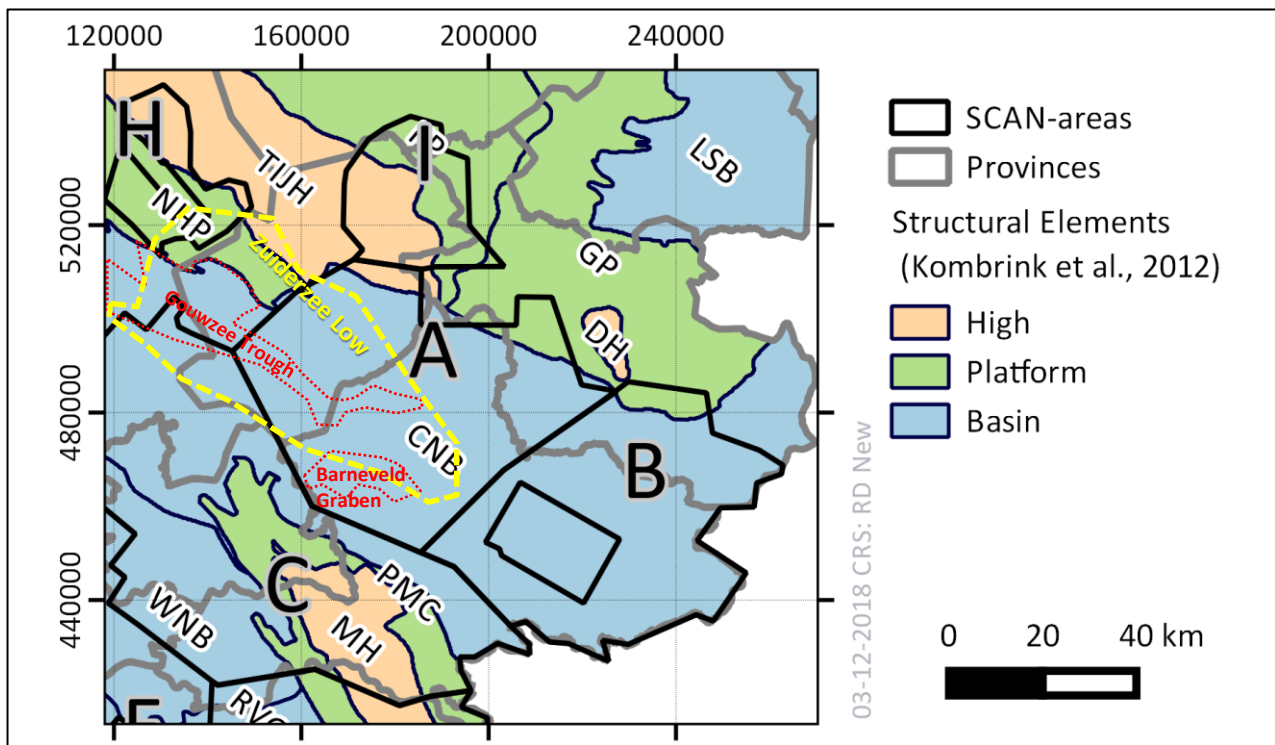 120000 160000 200000 240000
520000
480000
440000
H
I
TIJH
NHP
LSB
GP
DH
Zuiderzee Low
Gouwzee Trough
A
CNB
B
Barneveld
Graben
C
PMC
WNB
MH
SCAN-areas
Provinces
Structural Elements
(Kombrink et al., 2012)
High
Platform
Basin
03-12-2018 CRS: RD New
0 20 40 km